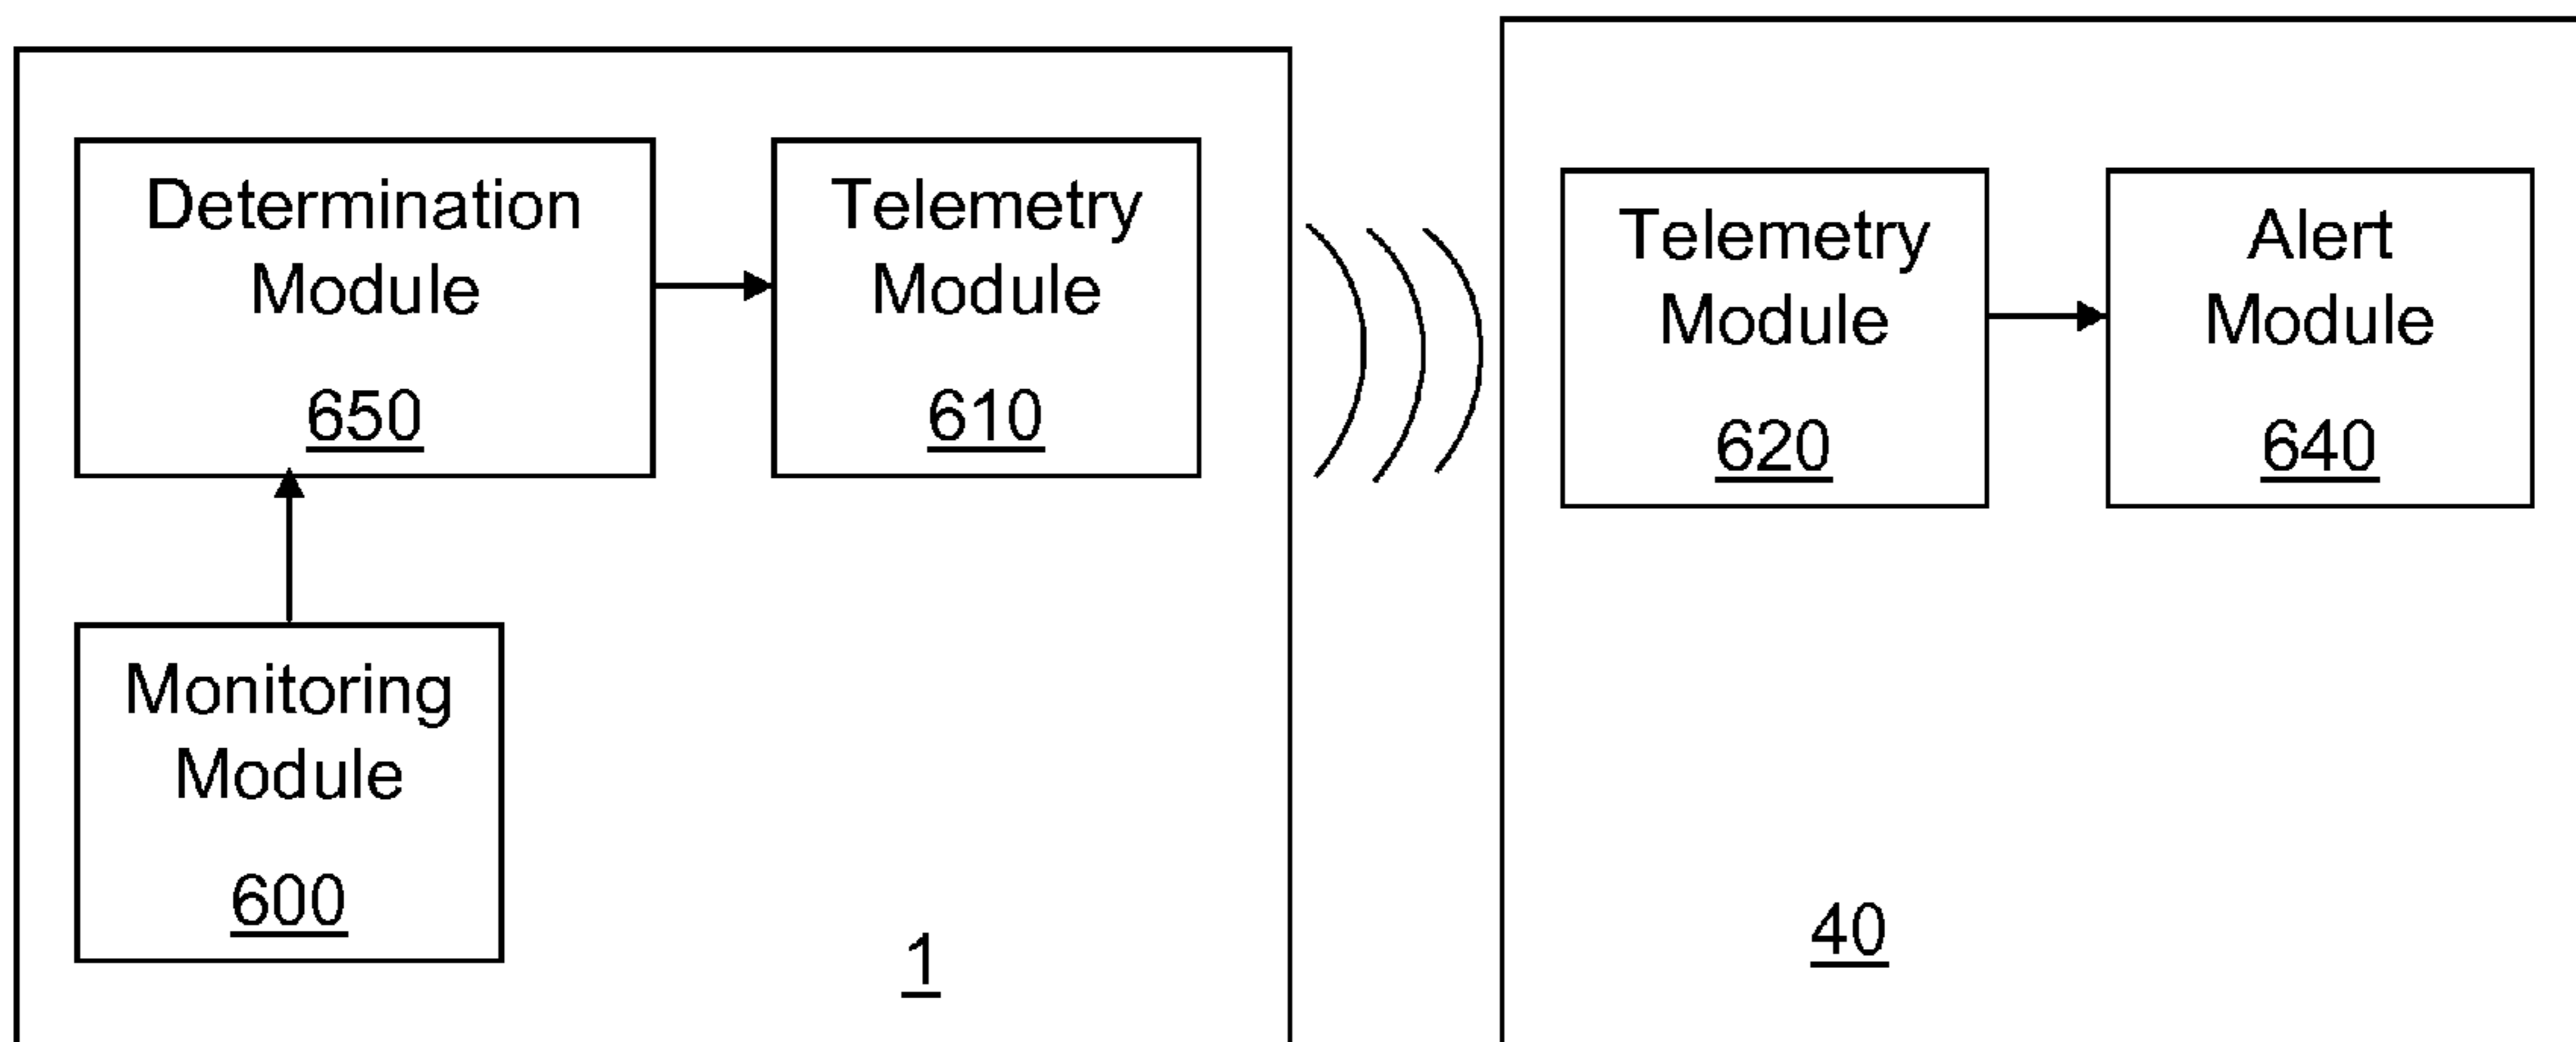 Determination
Module
650
Telemetry
Module
610
Monitoring
Module
600
1
Telemetry
Module
620
Alert
Module
640
40